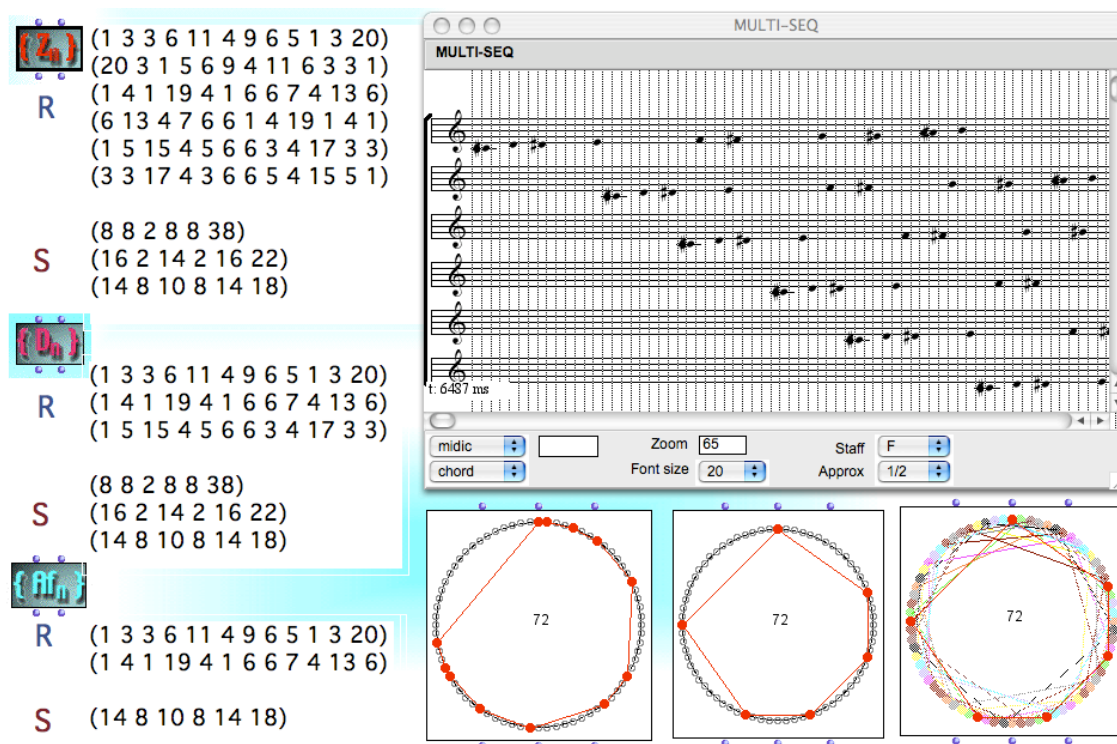 { Zn }
R
(1 3 3 6 11 4 9 6 5 1 3 20)
(20 3 1 5 6 9 4 11 6 3 3 1)
(1 4 1 19 4 1 6 6 7 4 13 6)
(6 13 4 7 6 6 1 4 19 1 4 1)
(1 5 15 4 5 6 6 3 4 17 3 3)
(3 3 17 4 3 6 6 5 4 15 5 1)
S
(8 8 2 8 8 38)
(16 2 14 2 16 22)
(14 8 10 8 14 18)
{ Dn }
R
(1 3 3 6 11 4 9 6 5 1 3 20)
(1 4 1 19 4 1 6 6 7 4 13 6)
(1 5 15 4 5 6 6 3 4 17 3 3)
S
(8 8 2 8 8 38)
(16 2 14 2 16 22)
(14 8 10 8 14 18)
{ Afn }
R
(1 3 3 6 11 4 9 6 5 1 3 20)
(1 4 1 19 4 1 6 6 7 4 13 6)
S
(14 8 10 8 14 18)
MULTI-SEQ
MULTI-SEQ
t: 6487 ms
midic Zoom 65 Staff F
chord Font size 20 Approx 1/2
72
72
72